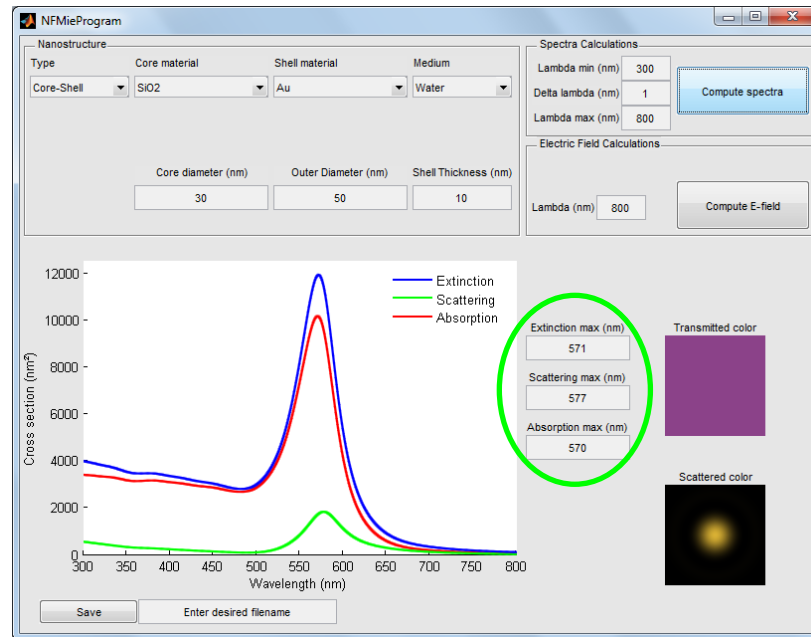 NFMieProgram
Nanostructure
Type Core material Shell material Medium
Core-Shell SiO2 Au Water
Core diameter (nm) Outer Diameter (nm) Shell Thickness (nm)
30 50 10
Spectra Calculations
Lambda min (nm) 300
Delta lambda (nm) 1
Lambda max (nm) 800
Compute spectra
Electric Field Calculations
Lambda (nm) 800
Compute E-field
12000
10000
8000
6000
4000
2000
0
Cross section (nm²)
300 350 400 450 500 550 600 650 700 750 800
Wavelength (nm)
Extinction
Scattering
Absorption
Extinction max (nm)
571
Scattering max (nm)
577
Absorption max (nm)
570
Transmitted color
Scattered color
Save Enter desired filename